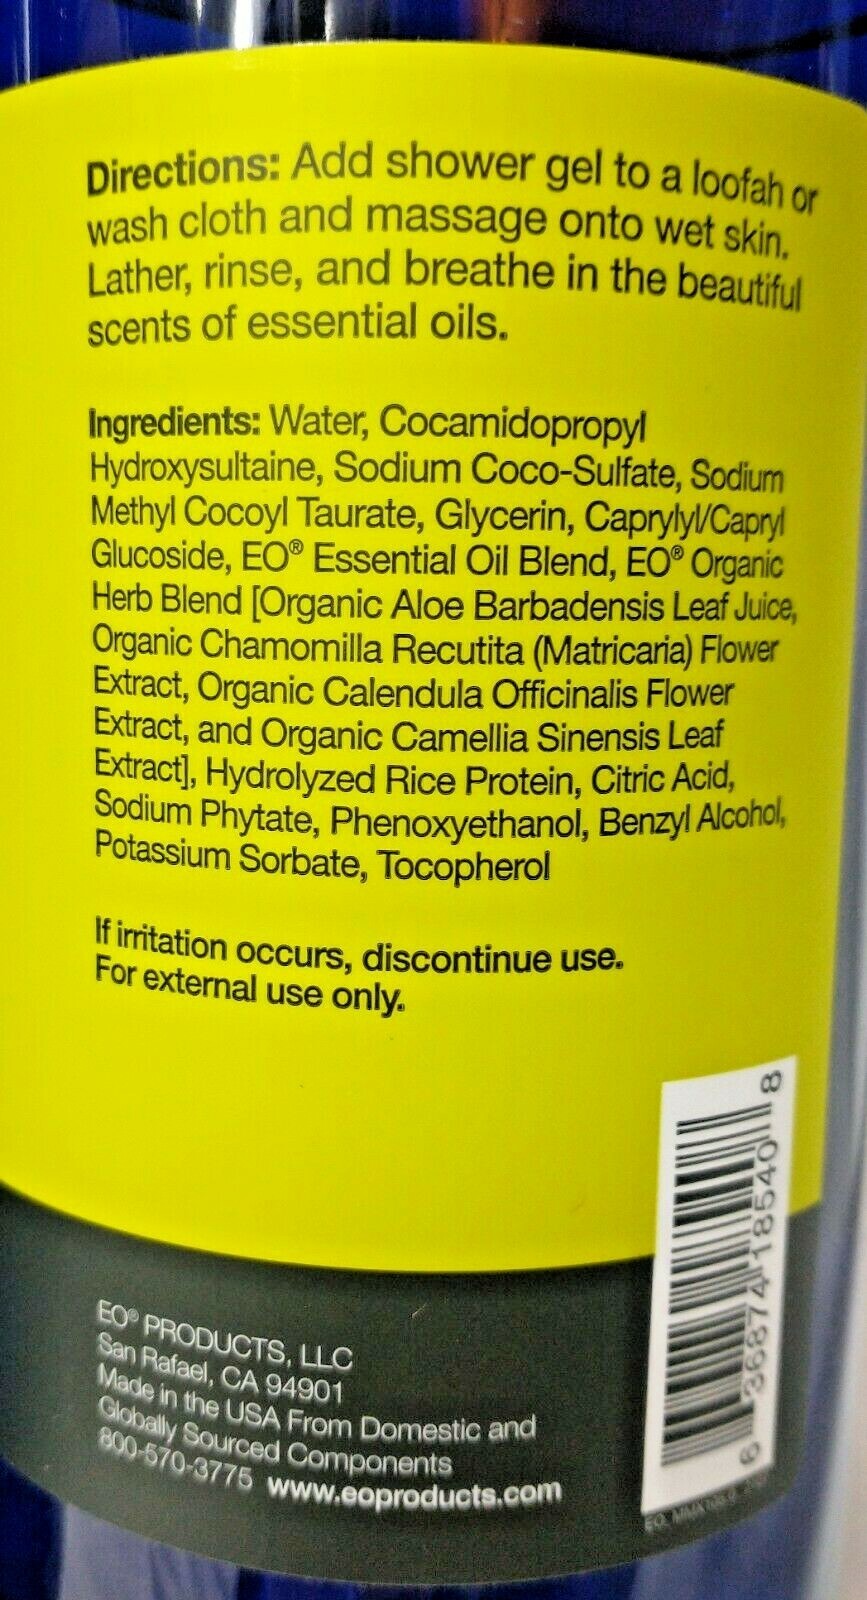 Directions: Add shower gel to a loofah or
wash cloth and massage onto wet skin.
Lather, rinse, and breathe in the beautiful
scents of essential oils.
Ingredients: Water, Cocamidopropyl
Hydroxysultaine, Sodium Coco-Sulfate, Sodium
Methyl Cocoyl Taurate, Glycerin, Caprylyl/Capryl
Glucoside, EO® Essential Oil Blend, EO® Organic
Herb Blend [Organic Aloe Barbadensis Leaf Juice,
Organic Chamomilla Recutita (Matricaria) Flower
Extract, Organic Calendula Officinalis Flower
Extract, and Organic Camellia Sinensis Leaf
Extract], Hydrolyzed Rice Protein, Citric Acid,
Sodium Phytate, Phenoxyethanol, Benzyl Alcohol,
Potassium Sorbate, Tocopherol
If irritation occurs, discontinue use.
For external use only.
EO® PRODUCTS, LLC
San Rafael, CA 94901
Made in the USA From Domestic and
Globally Sourced Components
800-570-3775 www.eoproducts.com
6 36874 18540 8
EO.